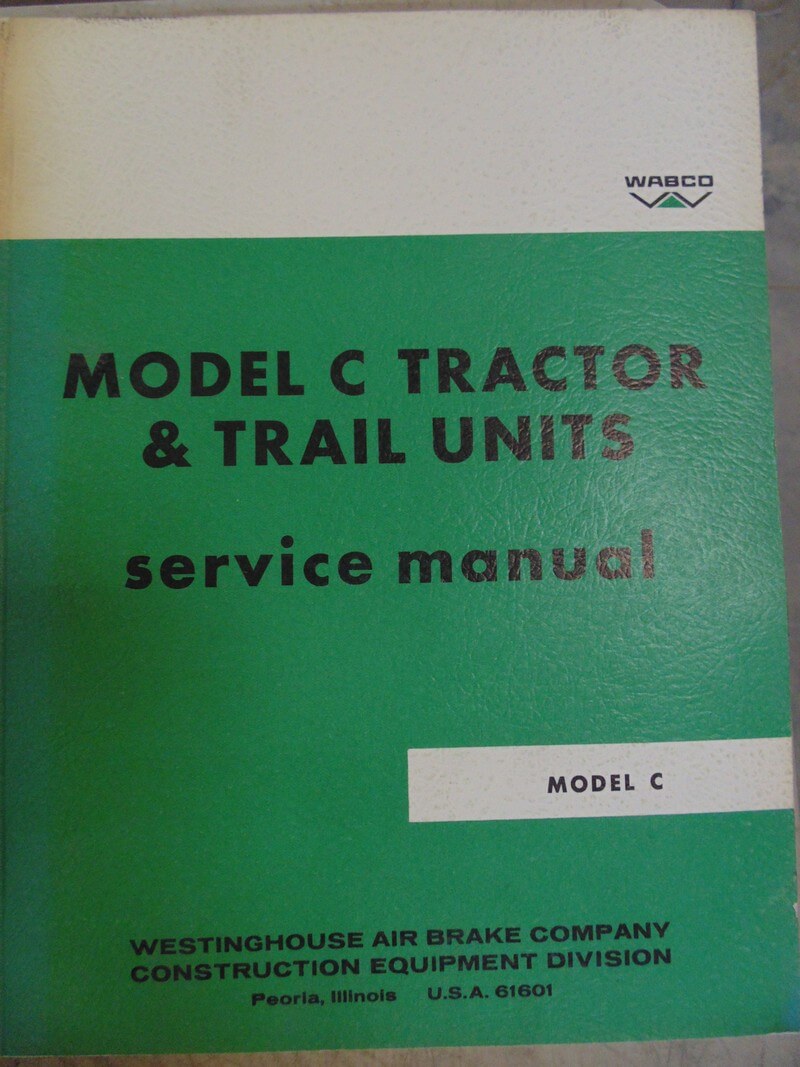 WABCO
MODEL C TRACTOR
& TRAIL UNITS
service manual
MODEL C
WESTINGHOUSE AIR BRAKE COMPANY
CONSTRUCTION EQUIPMENT DIVISION
Peoria, Illinois U.S.A. 61601